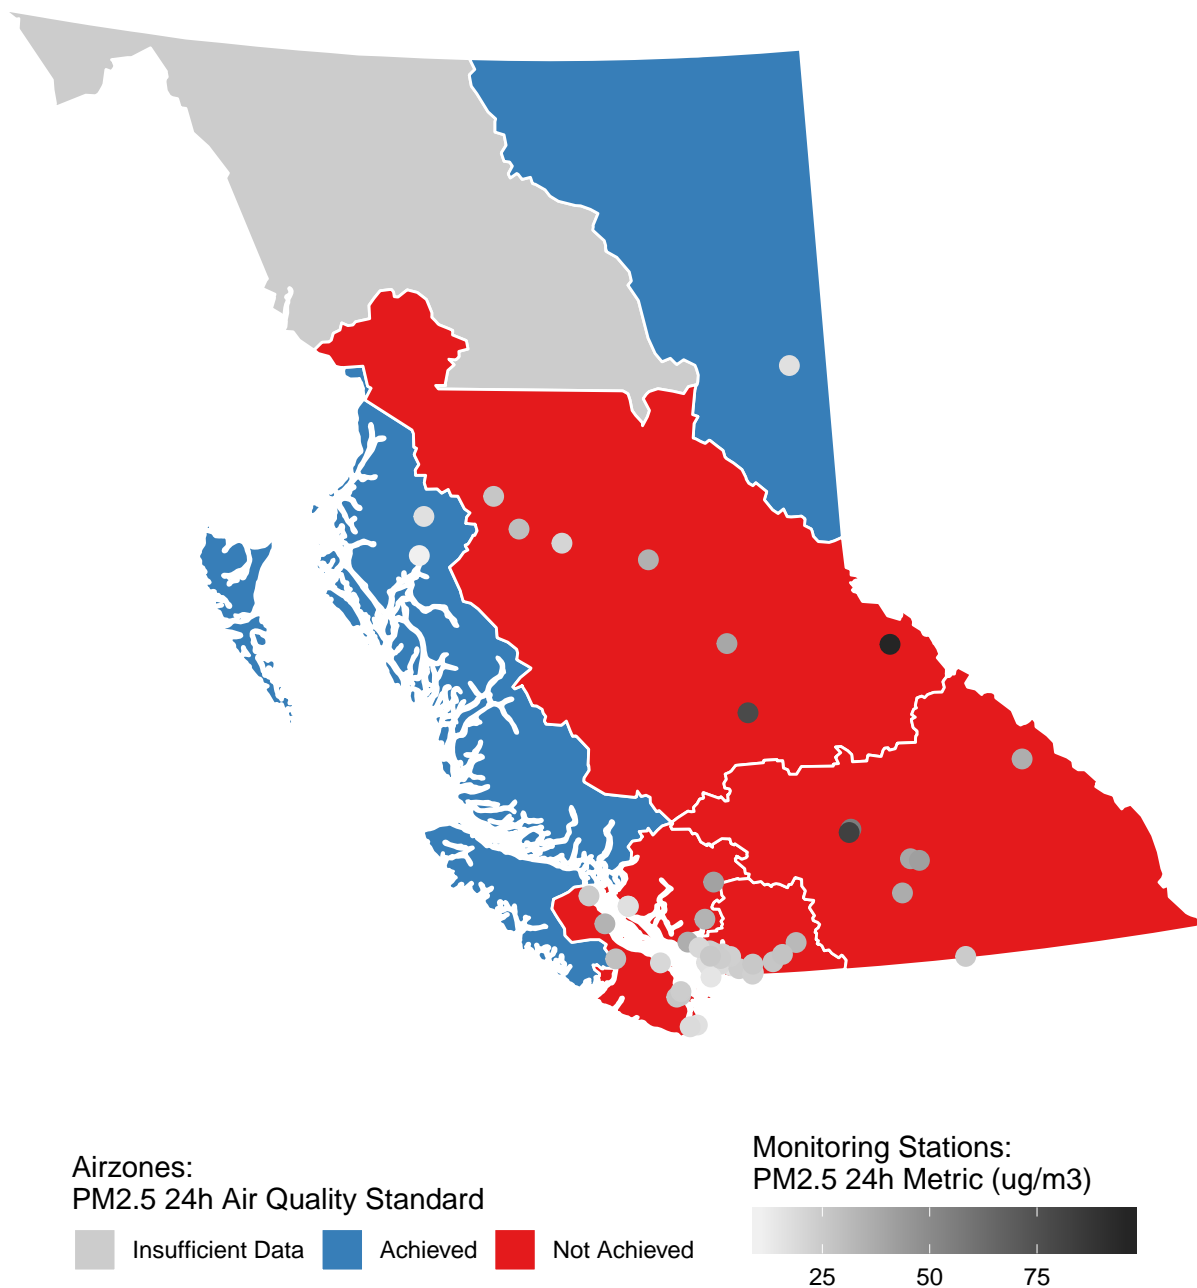 Airzones:
PM2.5 24h Air Quality Standard
Insufficient Data
Achieved
Not Achieved
Monitoring Stations:
PM2.5 24h Metric (ug/m3)
25 50 75